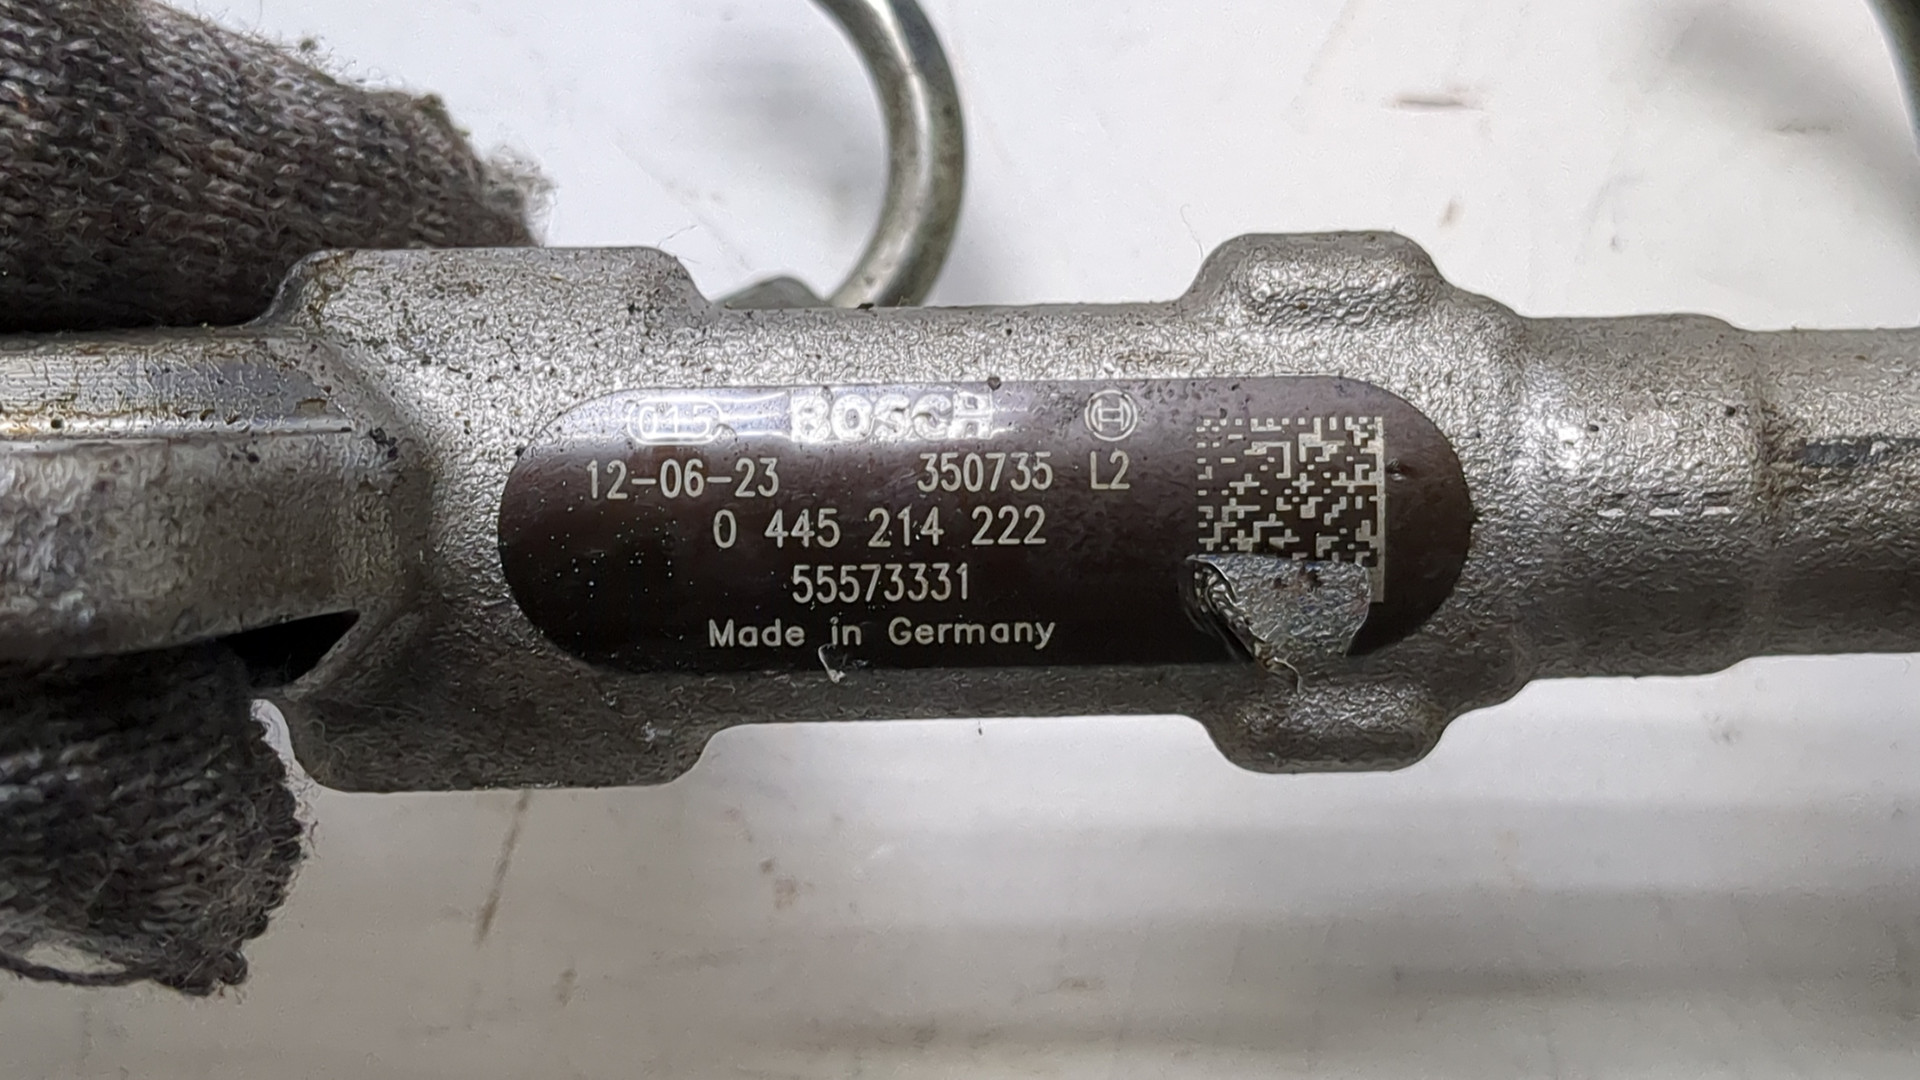 BOSCH
12-06-23 350735 L2
0 445 214 222
55573331
Made in Germany